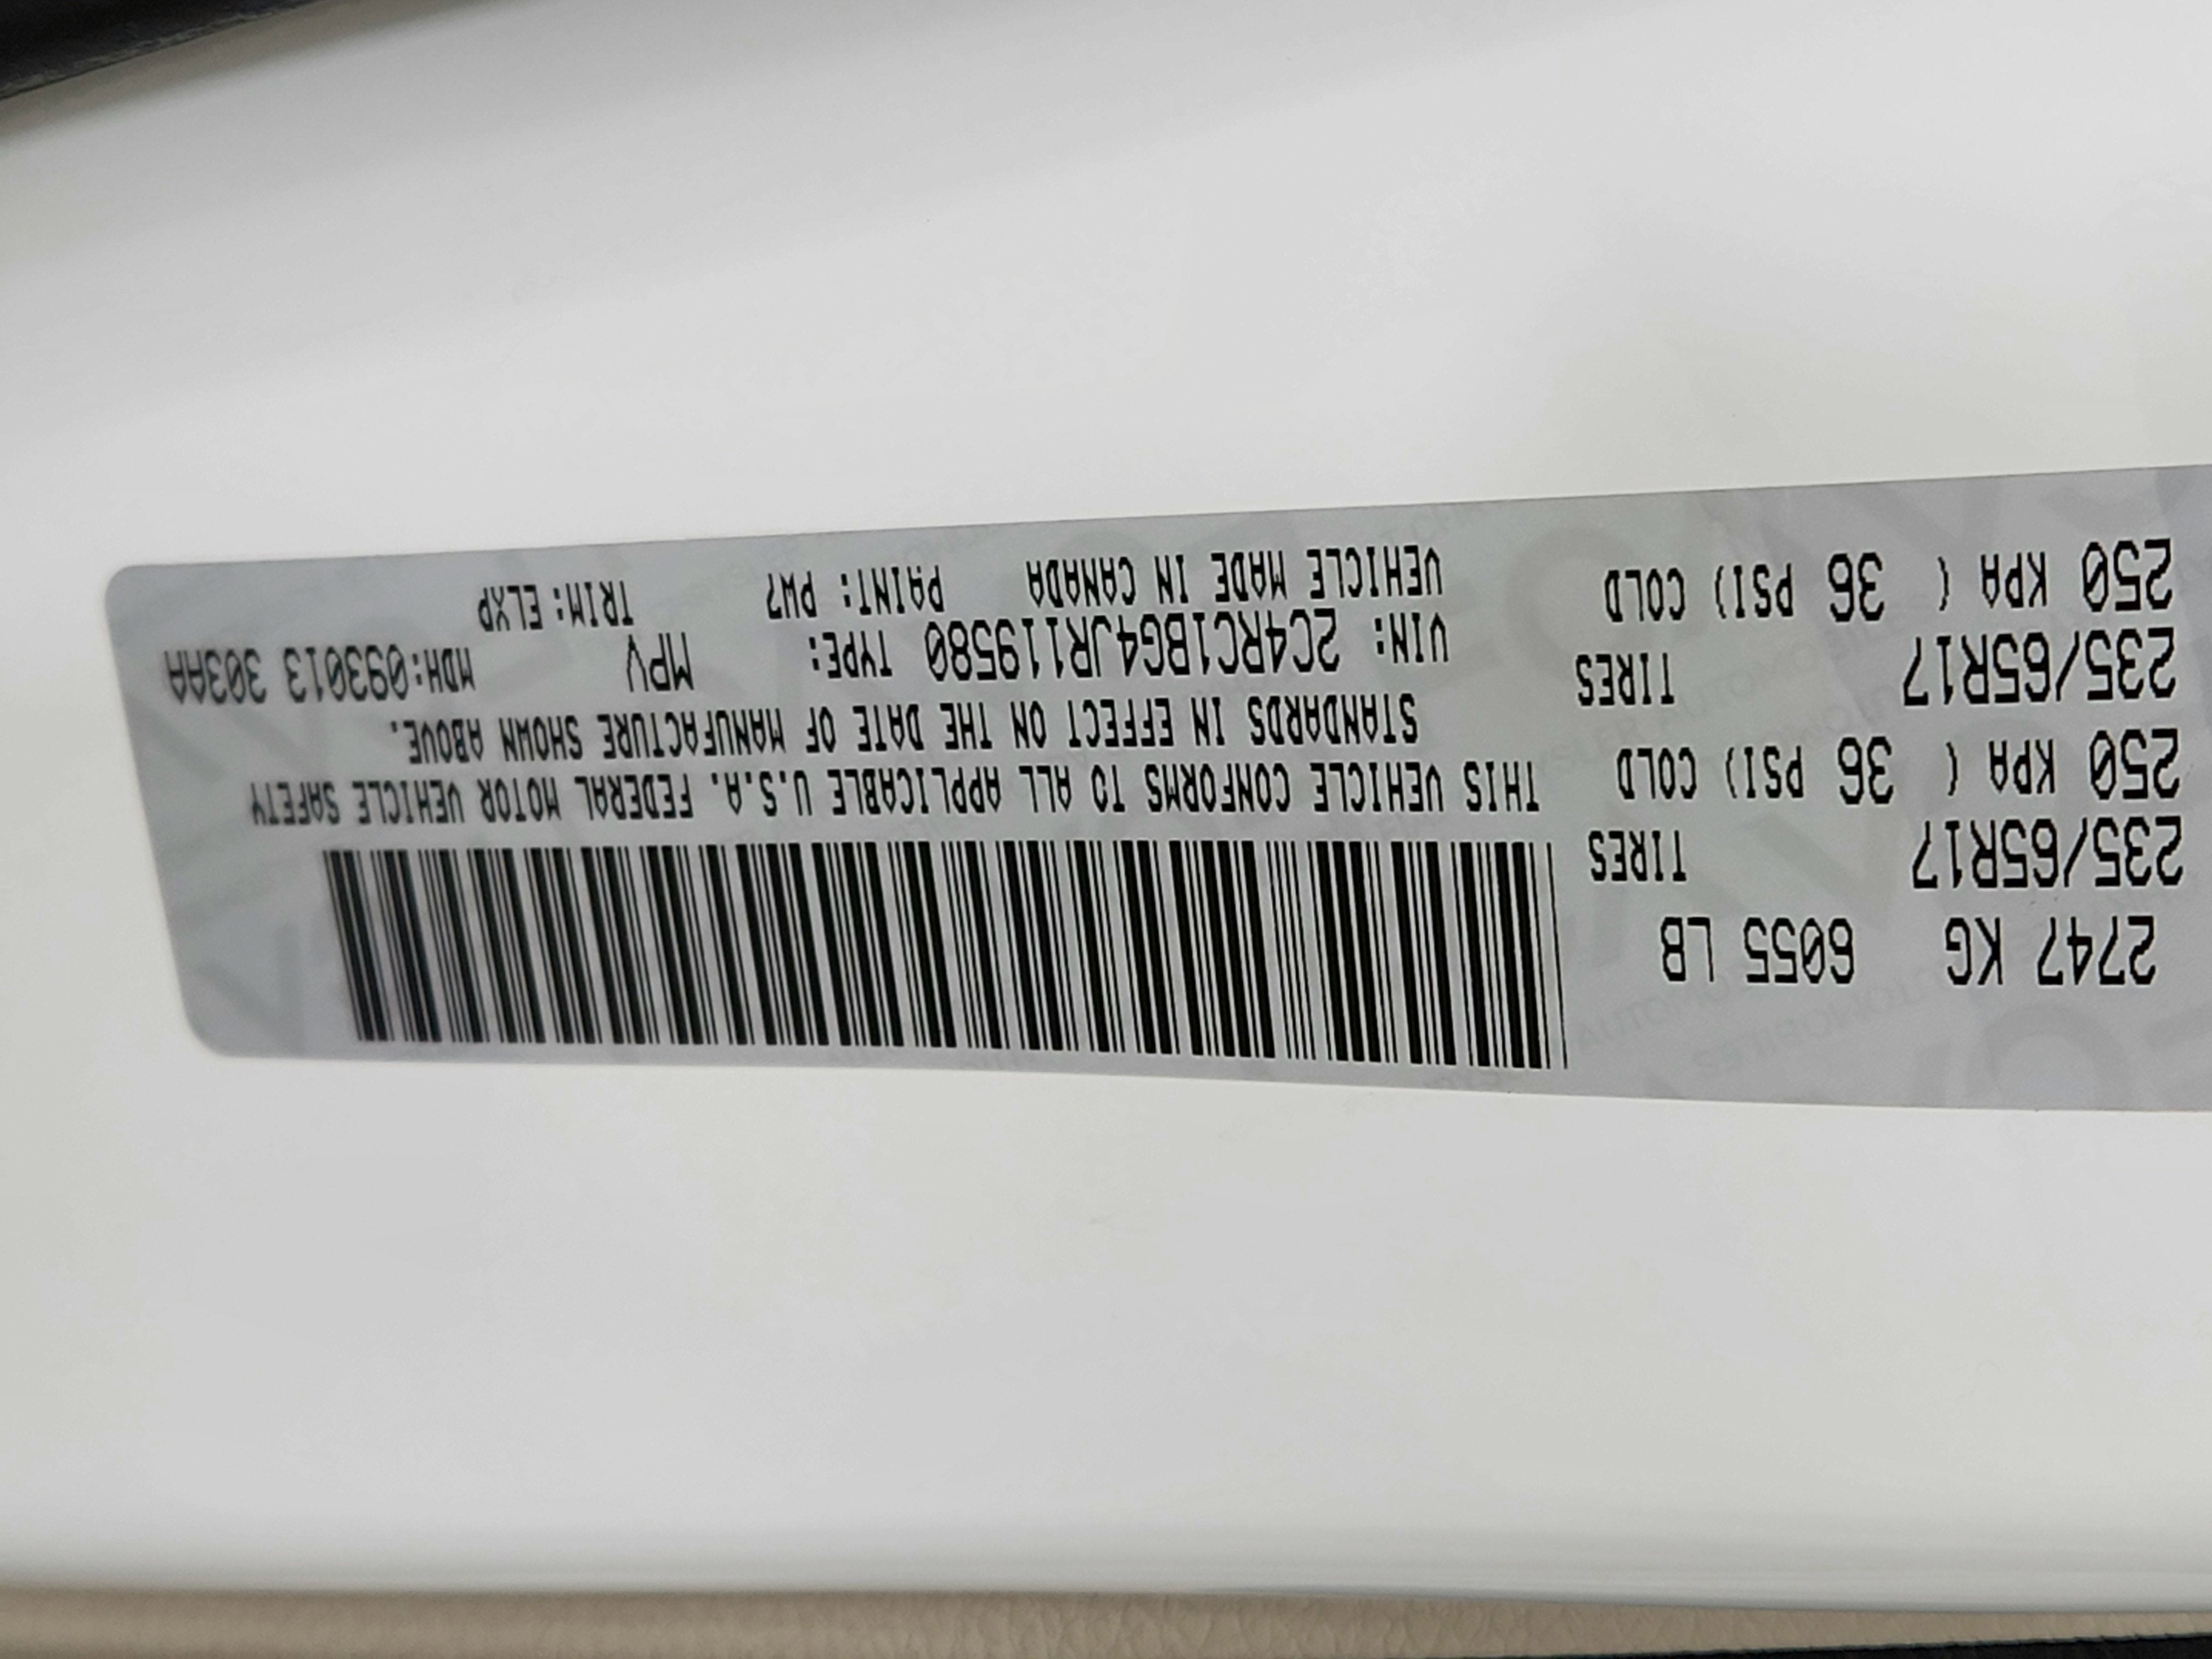 2747 KG 6055 LB
235/65R17 TIRES
250 KPA ( 36 PSI) COLD
235/65R17 TIRES
250 KPA ( 36 PSI) COLD
THIS VEHICLE CONFORMS TO ALL APPLICABLE U.S.A. FEDERAL MOTOR VEHICLE SAFETY
STANDARDS IN EFFECT ON THE DATE OF MANUFACTURE SHOWN ABOVE.
VIN: 2C4RC1BG4JR119580 TYPE: MPV MDH:093013 303AA
VEHICLE MADE IN CANADA PAINT: PW7 TRIM: ELXP